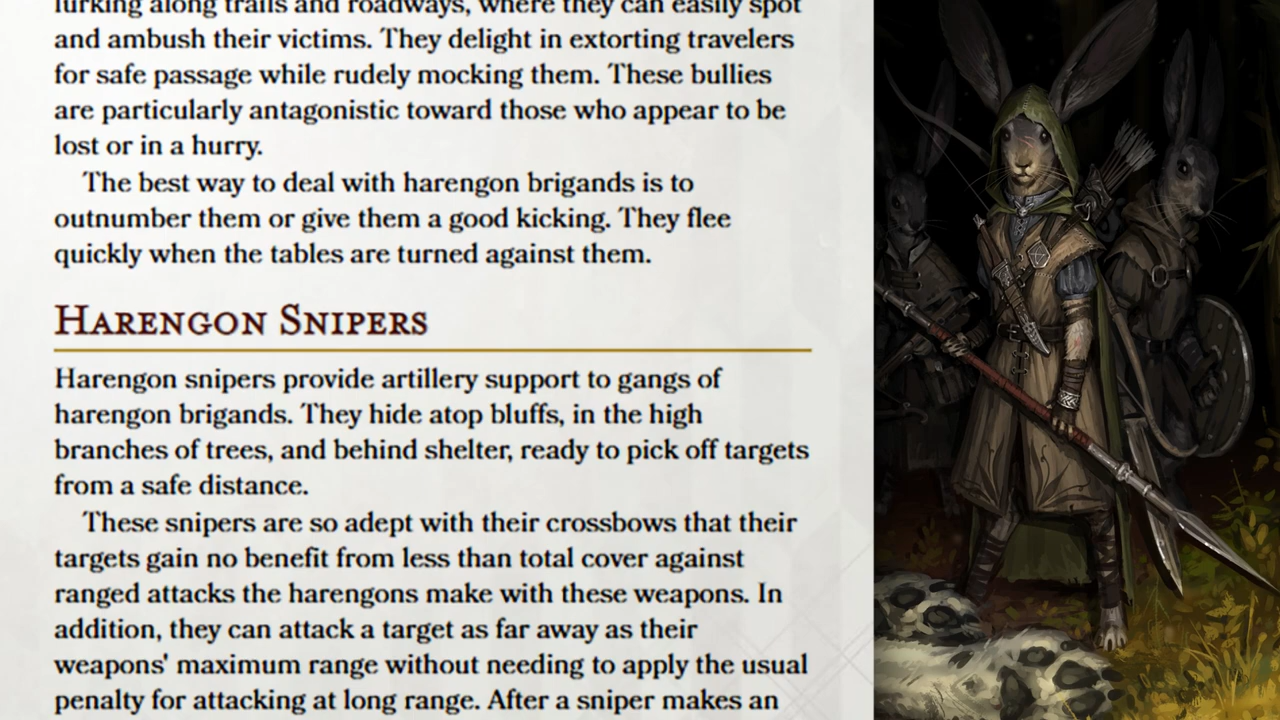 lurking along trails and roadways, where they can easily spot
and ambush their victims. They delight in extorting travelers
for safe passage while rudely mocking them. These bullies
are particularly antagonistic toward those who appear to be
lost or in a hurry.
The best way to deal with harengon brigands is to
outnumber them or give them a good kicking. They flee
quickly when the tables are turned against them.
Harengon Snipers
Harengon snipers provide artillery support to gangs of
harengon brigands. They hide atop bluffs, in the high
branches of trees, and behind shelter, ready to pick off targets
from a safe distance.
These snipers are so adept with their crossbows that their
targets gain no benefit from less than total cover against
ranged attacks the harengons make with these weapons. In
addition, they can attack a target as far away as their
weapons' maximum range without needing to apply the usual
penalty for attacking at long range. After a sniper makes an